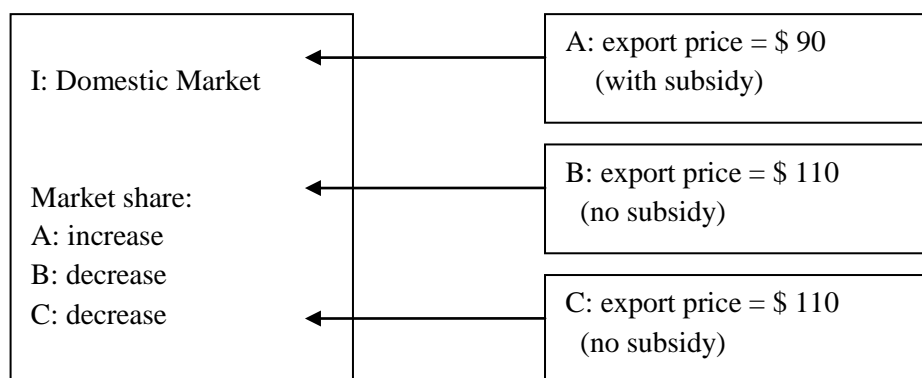 I: Domestic Market
Market share:
A: increase
B: decrease
C: decrease
A: export price = $ 90
(with subsidy)
B: export price = $ 110
(no subsidy)
C: export price = $ 110
(no subsidy)